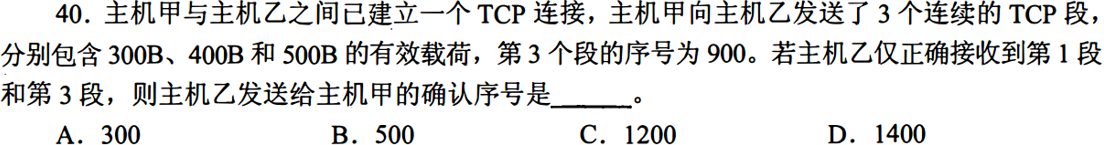 40．主机甲与主机乙之间已建立一个 TCP 连接，主机甲向主机乙发送了 3 个连续的 TCP 段，
分别包含 300B、400B 和 500B 的有效载荷，第 3 个段的序号为 900。若主机乙仅正确接收到第 1 段
和第 3 段，则主机乙发送给主机甲的确认序号是______。
A．300 B．500 C．1200 D．1400